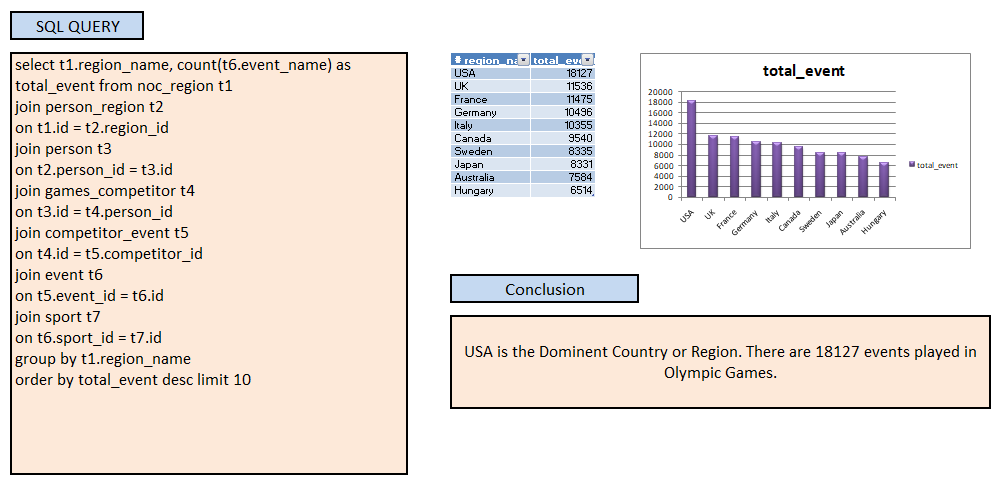 SQL QUERY
select t1.region_name, count(t6.event_name) as
total_event from noc_region t1
join person_region t2
on t1.id = t2.region_id
join person t3
on t2.person_id = t3.id
join games_competitor t4
on t3.id = t4.person_id
join competitor_event t5
on t4.id = t5.competitor_id
join event t6
on t5.event_id = t6.id
join sport t7
on t6.sport_id = t7.id
group by t1.region_name
order by total_event desc limit 10
# region_na total_eve
USA 18127
UK 11536
France 11475
Germany 10496
Italy 10355
Canada 9540
Sweden 8335
Japan 8331
Australia 7584
Hungary 6514
total_event
20000
18000
16000
14000
12000
10000
8000
6000
4000
2000
0
USA UK France Germany Italy Canada Sweden Japan Australia Hungary
total_event
Conclusion
USA is the Dominent Country or Region. There are 18127 events played in
Olympic Games.